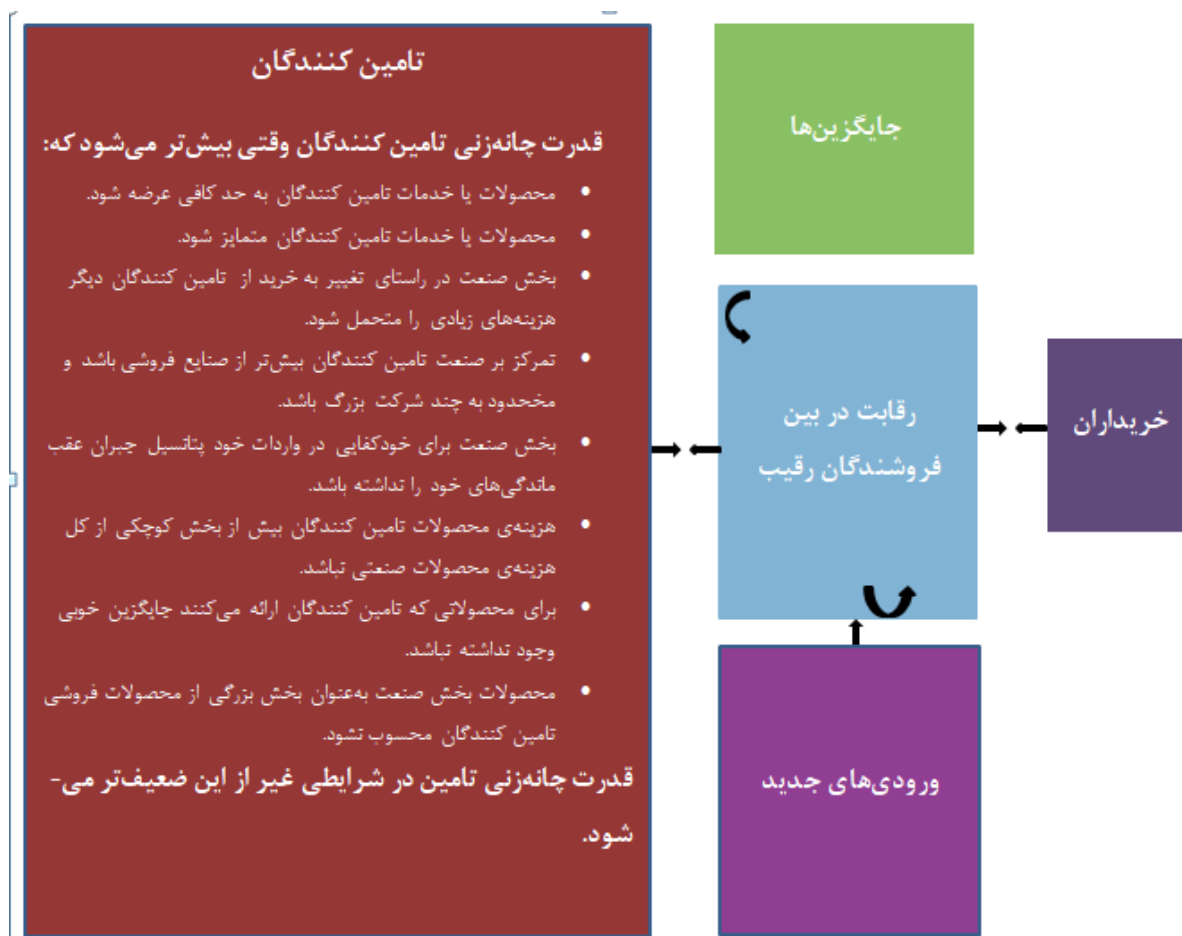 تامین کنندگان
قدرت چانه‌زنی تامین کنندگان وقتی بیش‌تر می‌شود که:
• محصولات یا خدمات تامین کنندگان به حد کافی عرضه شود.
• محصولات یا خدمات تامین کنندگان متمایز شود.
• بخش صنعت در راستای تغییر به خرید از تامین کنندگان دیگر
هزینه‌های زیادی را متحمل شود.
• تمرکز بر صنعت تامین کنندگان بیش‌تر از صنایع فروشی باشد و
مخحدود به چند شرکت بزرگ باشد.
• بخش صنعت برای خودکفایی در واردات خود پتانسیل جبران عقب
ماندگی‌های خود را نداشته باشد.
• هزینه‌ی محصولات تامین کنندگان بیش از بخش کوچکی از کل
هزینه‌ی محصولات صنعتی نباشد.
• برای محصولاتی که تامین کنندگان ارائه می‌کنند جایگزین خوبی
وجود نداشته نباشد.
• محصولات بخش صنعت به‌عنوان بخش بزرگی از محصولات فروشی
تامین کنندگان محسوب نشود.
قدرت چانه‌زنی تامین در شرایطی غیر از این ضعیف‌تر می-
شود.
جایگزین‌ها
رقابت در بین
فروشندگان رقیب
خریداران
ورودی‌های جدید